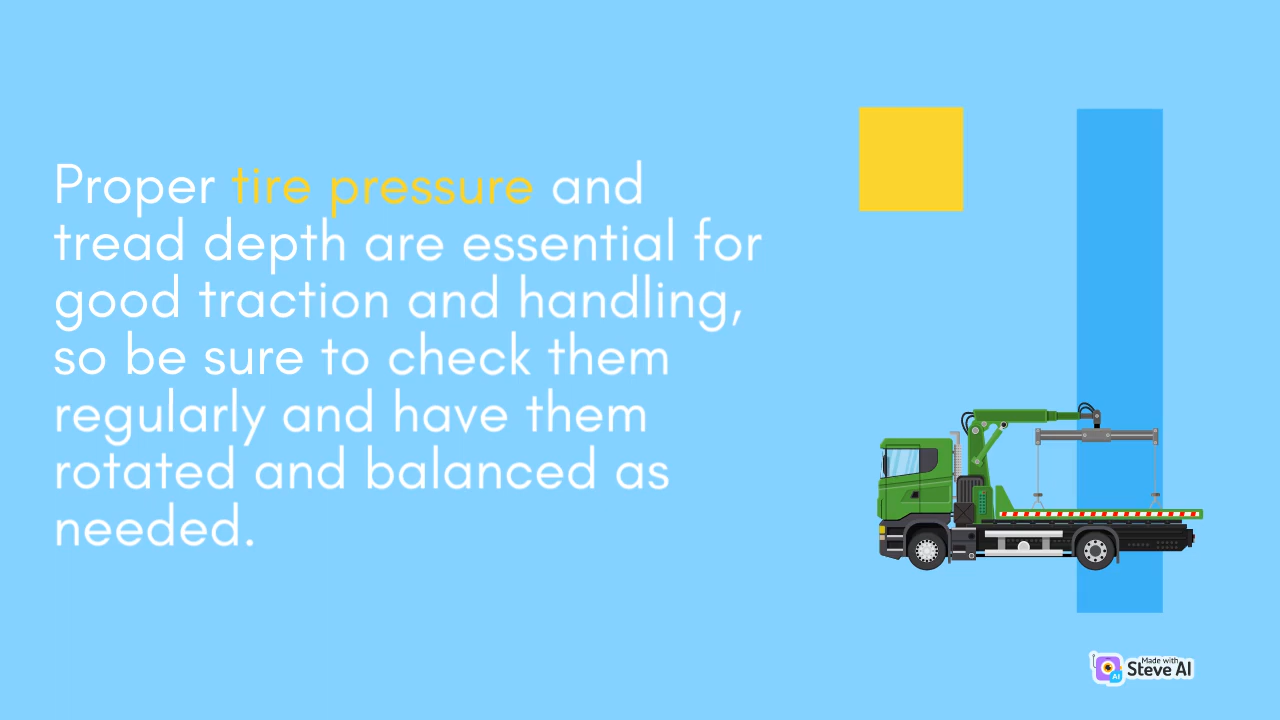 Proper tire pressure and
tread depth are essential for
good traction and handling,
so be sure to check them
regularly and have them
rotated and balanced as
needed.
Made with
Steve AI
AI